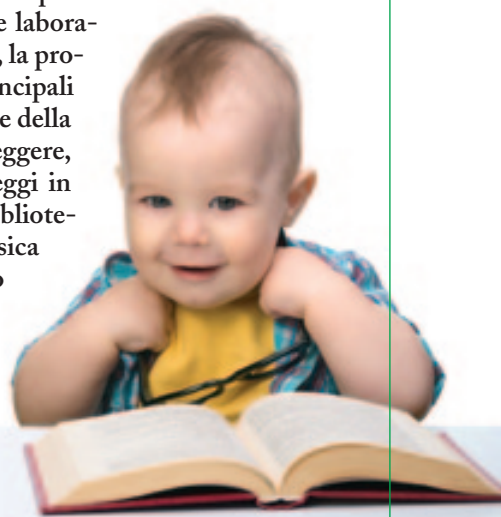 e labora-
, la pro-
ncipali
e della
eggere,
eggi in
bliote-
sica
o